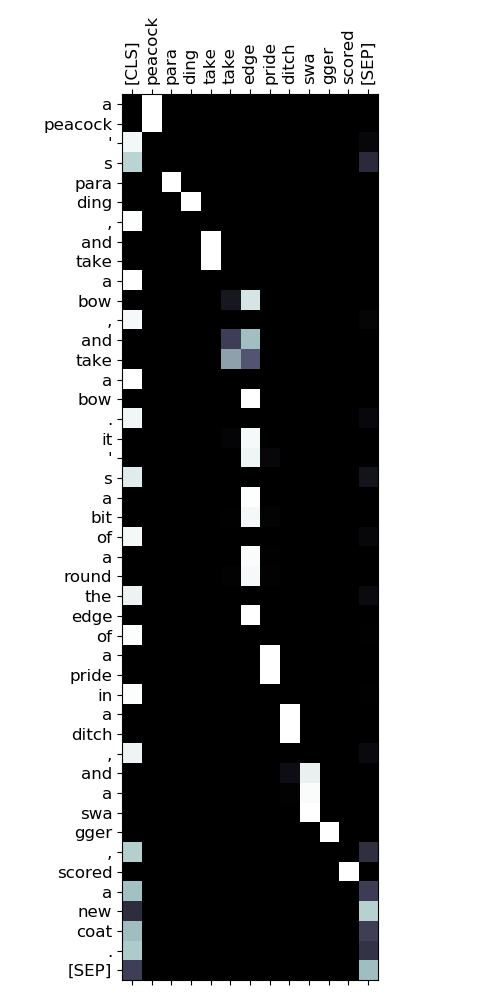 [CLS]
peacock
para
ding
take
take
edge
pride
ditch
swa
gger
scored
[SEP]
a
peacock
'
s
para
ding
,
and
take
a
bow
,
and
take
a
bow
.
it
'
s
a
bit
of
a
round
the
edge
of
a
pride
in
a
ditch
,
and
a
swa
gger
,
scored
a
new
coat
.
[SEP]